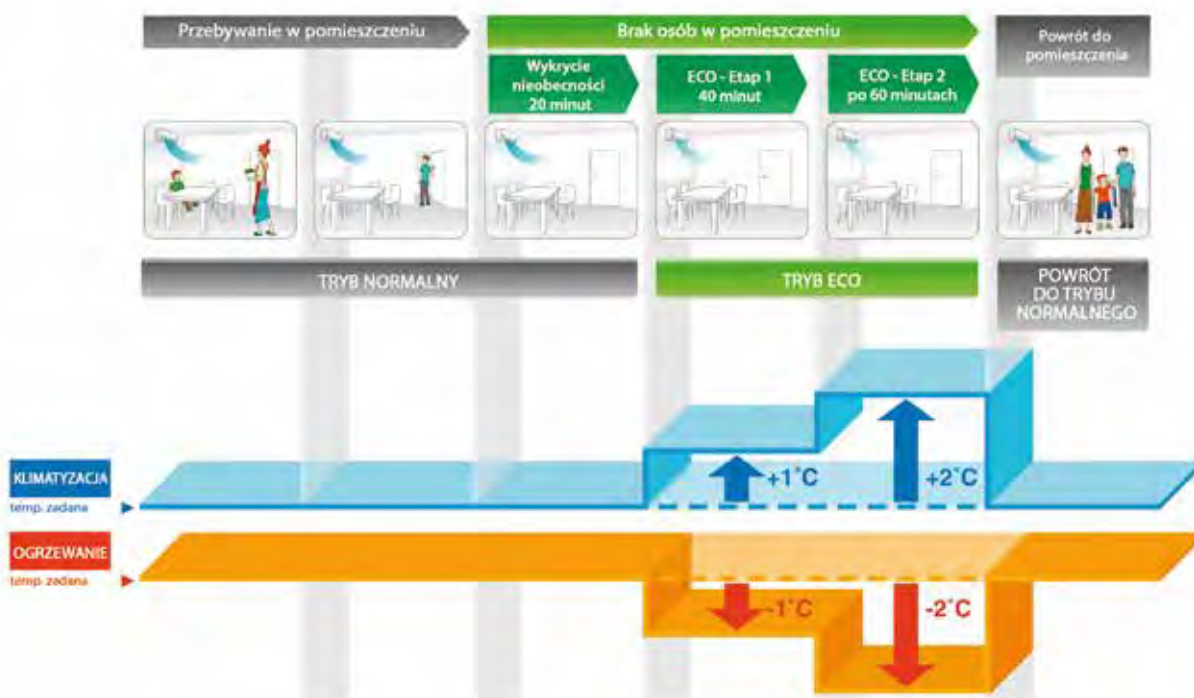 Przebywanie w pomieszczeniu
Brak osób w pomieszczeniu
Powrót do
pomieszczenia
Wykrycie
nieobecności
20 minut
ECO - Etap 1
40 minut
ECO - Etap 2
po 60 minutach
TRYB NORMALNY
TRYB ECO
POWRÓT
DO TRYBU
NORMALNEGO
KLIMATYZACJA
temp. zadana
+1°C
+2°C
OGRZEWANIE
temp. zadana
-1°C
-2°C